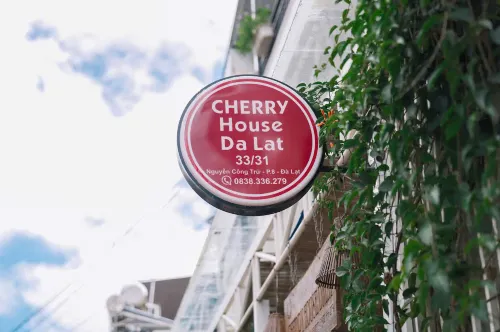 CHERRY
House
Da Lat
33/31
Nguyễn Công Trứ - P.8 - Đà Lạt
0838.336.279